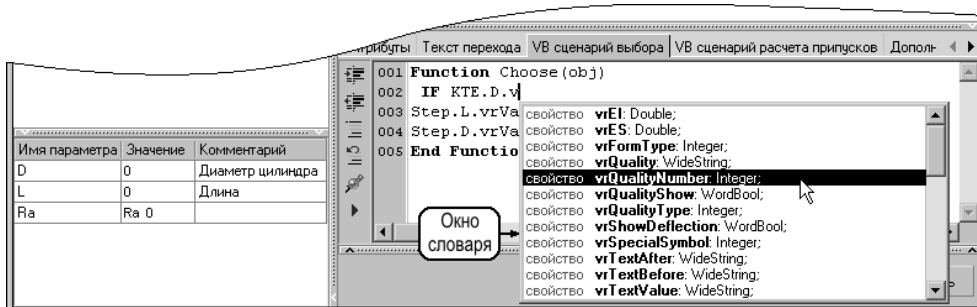 рибуты Текст перехода VB сценарий выбора VB сценарий расчета припусков Дополн
001 Function Choose(obj)
002 IF KTE.D.v
003 Step.L.vrVa
004 Step.D.vrVa
005 End Functio
свойство vrEI: Double;
свойство vrES: Double;
свойство vrFormType: Integer;
свойство vrQuality: WideString;
свойство vrQualityNumber: Integer;
свойство vrQualityShow: WordBool;
свойство vrQualityType: Integer;
свойство vrShowDeflection: WordBool;
свойство vrSpecialSymbol: Integer;
свойство vrTextAfter: WideString;
свойство vrTextBefore: WideString;
свойство vrTextValue: WideString;
Имя параметра Значение Комментарий
D 0 Диаметр цилиндра
L 0 Длина
Ra Ra 0
Окно
словаря